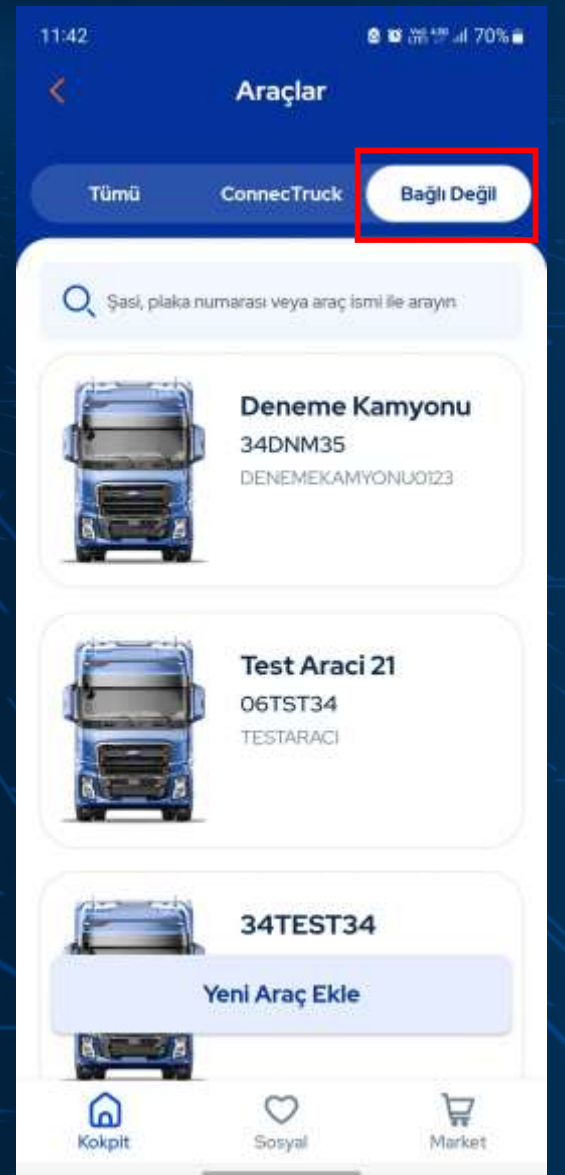 11:42
70%
Araçlar
Tümü ConnecTruck Bağlı Değil
Şasi, plaka numarası veya araç ismi ile arayın
Deneme Kamyonu
34DNM35
DENEMEKAMYONU0123
Test Araci 21
06TST34
TESTARACI
34TEST34
Yeni Araç Ekle
Kokpit Sosyal Market